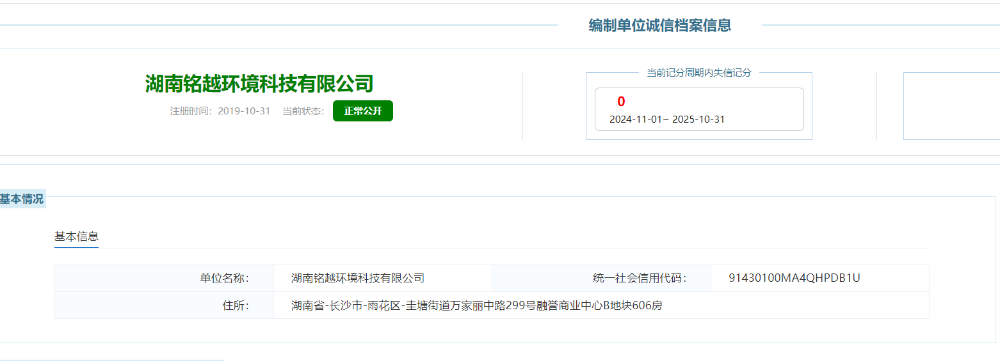 编制单位诚信档案信息
湖南铭越环境科技有限公司
注册时间：2019-10-31 当前状态： 正常公开
当前记分周期内失信记分
0
2024-11-01~ 2025-10-31
基本情况
基本信息
单位名称： 湖南铭越环境科技有限公司 统一社会信用代码： 91430100MA4QHPDB1U
住所： 湖南省-长沙市-雨花区-圭塘街道万家丽中路299号融誉商业中心B地块606房